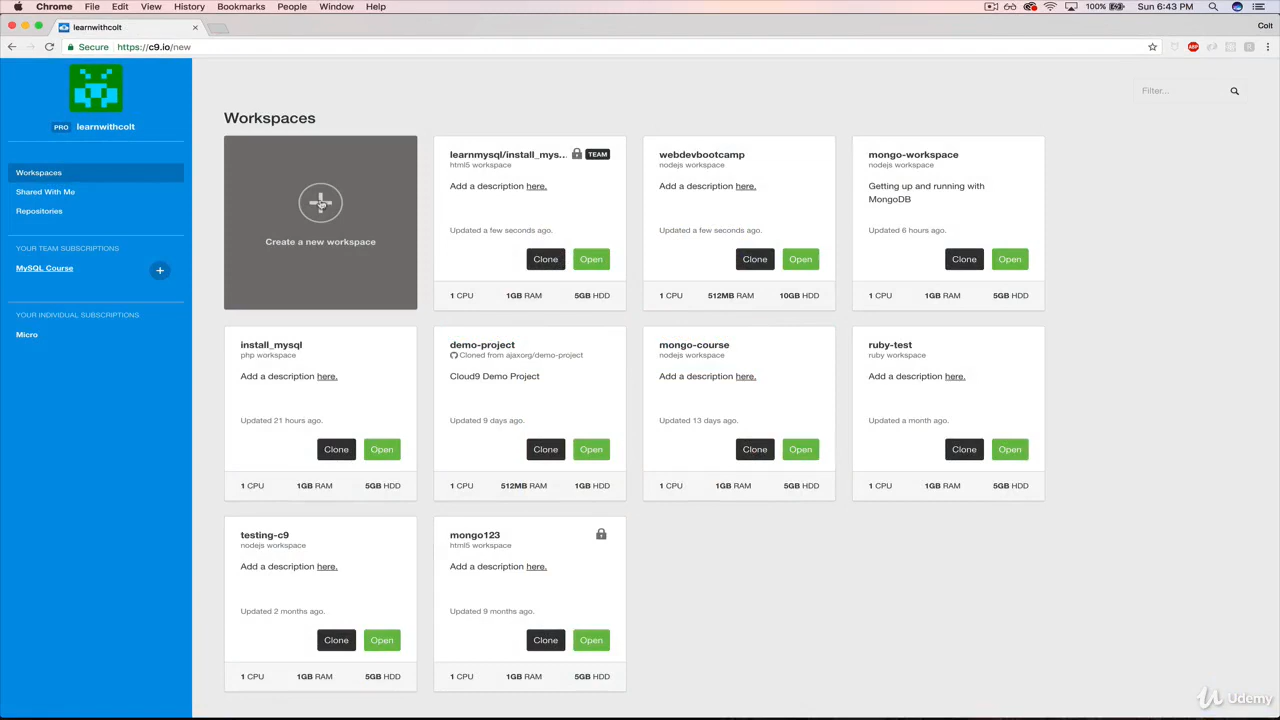 Chrome File Edit View History Bookmarks People Window Help 100% Sun 6:43 PM
learnwithcolt Colt
Secure https://c9.io/new ABP
PRO learnwithcolt
Workspaces
Shared With Me
Repositories
YOUR TEAM SUBSCRIPTIONS
MySQL Course
YOUR INDIVIDUAL SUBSCRIPTIONS
Micro
Filter...
Workspaces
Create a new workspace
learnmysql/install_mys... TEAM
html5 workspace
Add a description here.
Updated a few seconds ago.
Clone Open
1 CPU 1GB RAM 5GB HDD
webdevbootcamp
nodejs workspace
Add a description here.
Updated a few seconds ago.
Clone Open
1 CPU 512MB RAM 10GB HDD
mongo-workspace
nodejs workspace
Getting up and running with
MongoDB
Updated 6 hours ago.
Clone Open
1 CPU 1GB RAM 5GB HDD
install_mysql
php workspace
Add a description here.
Updated 21 hours ago.
Clone Open
1 CPU 1GB RAM 5GB HDD
demo-project
Cloned from ajaxorg/demo-project
Cloud9 Demo Project
Updated 9 days ago.
Clone Open
1 CPU 512MB RAM 1GB HDD
mongo-course
nodejs workspace
Add a description here.
Updated 13 days ago.
Clone Open
1 CPU 1GB RAM 5GB HDD
ruby-test
ruby workspace
Add a description here.
Updated a month ago.
Clone Open
1 CPU 1GB RAM 5GB HDD
testing-c9
nodejs workspace
Add a description here.
Updated 2 months ago.
Clone Open
1 CPU 1GB RAM 5GB HDD
mongo123
html5 workspace
Add a description here.
Updated 9 months ago.
Clone Open
1 CPU 1GB RAM 5GB HDD
Udemy